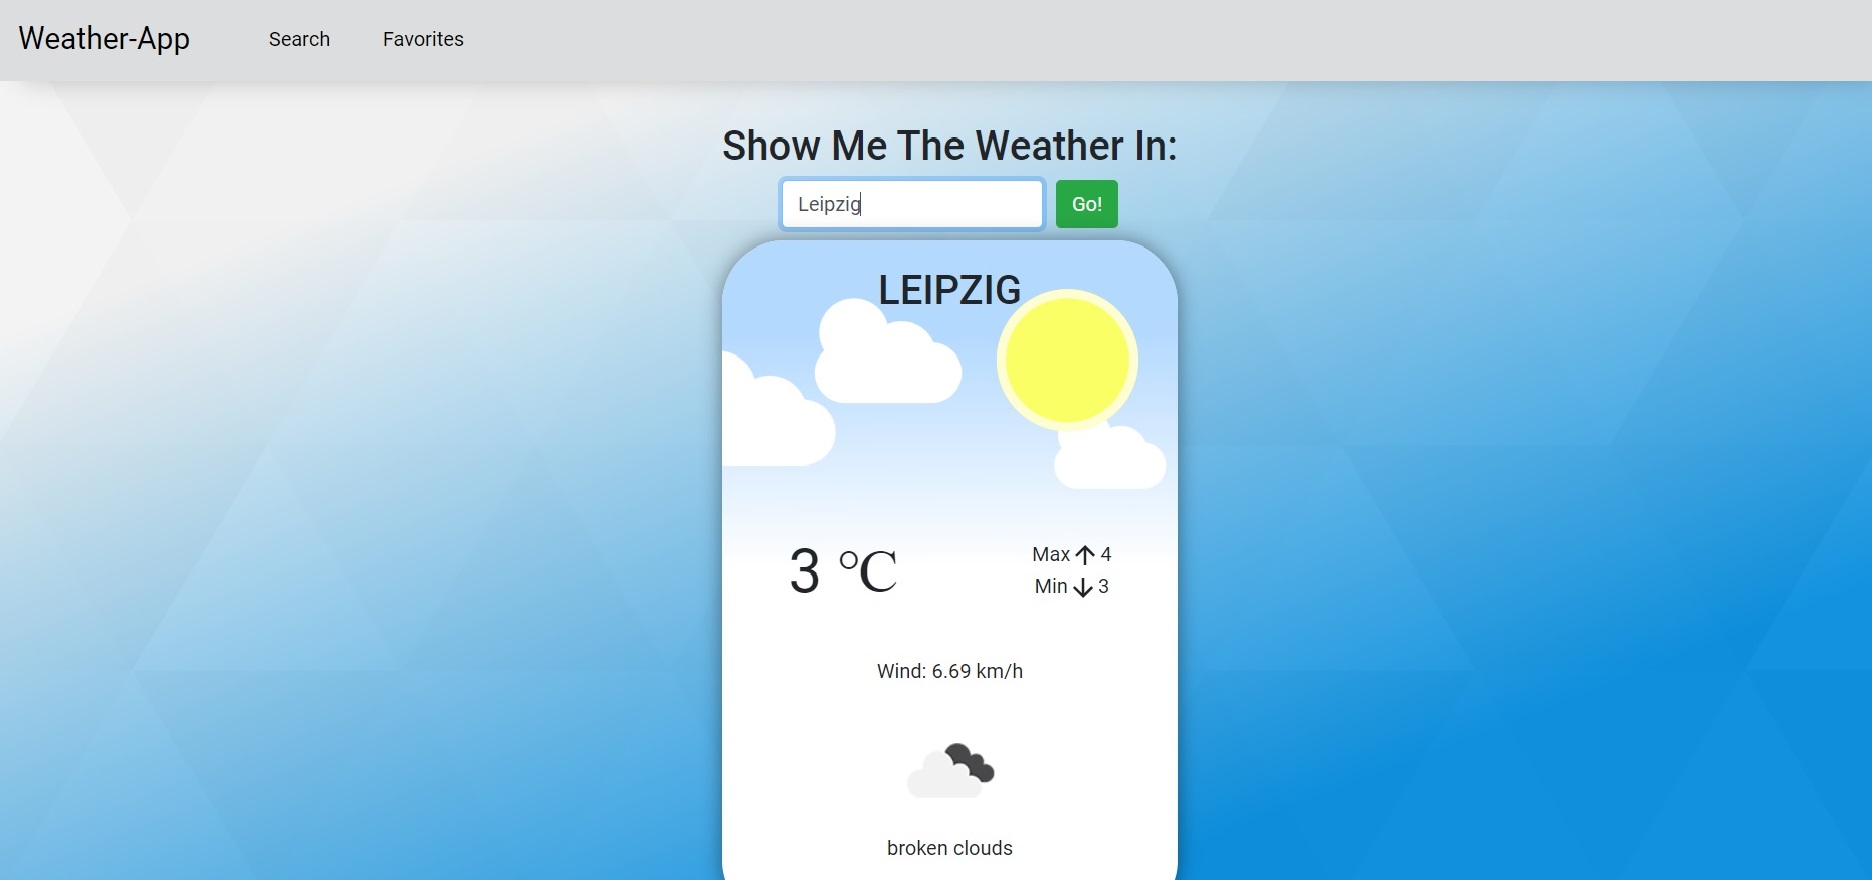 Weather-App Search Favorites
Show Me The Weather In:
Leipzig Go!
LEIPZIG
3 °C
Max ↑ 4
Min ↓ 3
Wind: 6.69 km/h
broken clouds